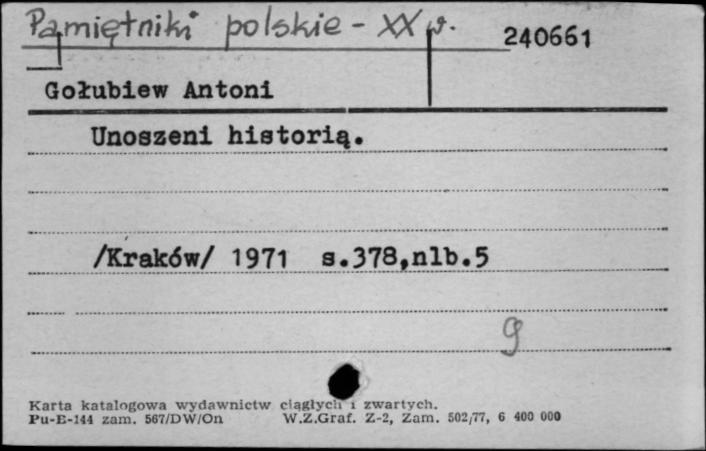 Pamiętniki polskie - XX w.
240661
Gołubiew Antoni
Unoszeni historią.
/Kraków/ 1971 s.378,nlb.5
g
Karta katalogowa wydawnictw ciągłych i zwartych.
Pu-E-144 zam. 567/DW/On W.Z.Graf. Z-2, Zam. 502/77, 6 400 000